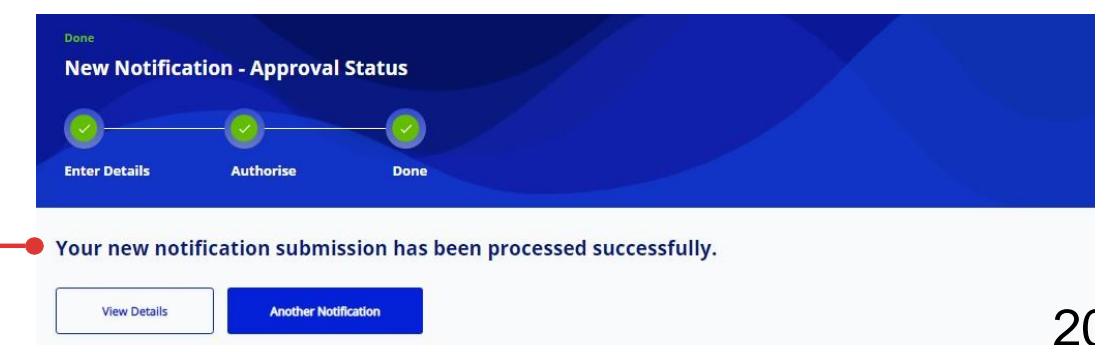 Done
New Notification - Approval Status
Enter Details Authorise Done
Your new notification submission has been processed successfully.
View Details Another Notification
20